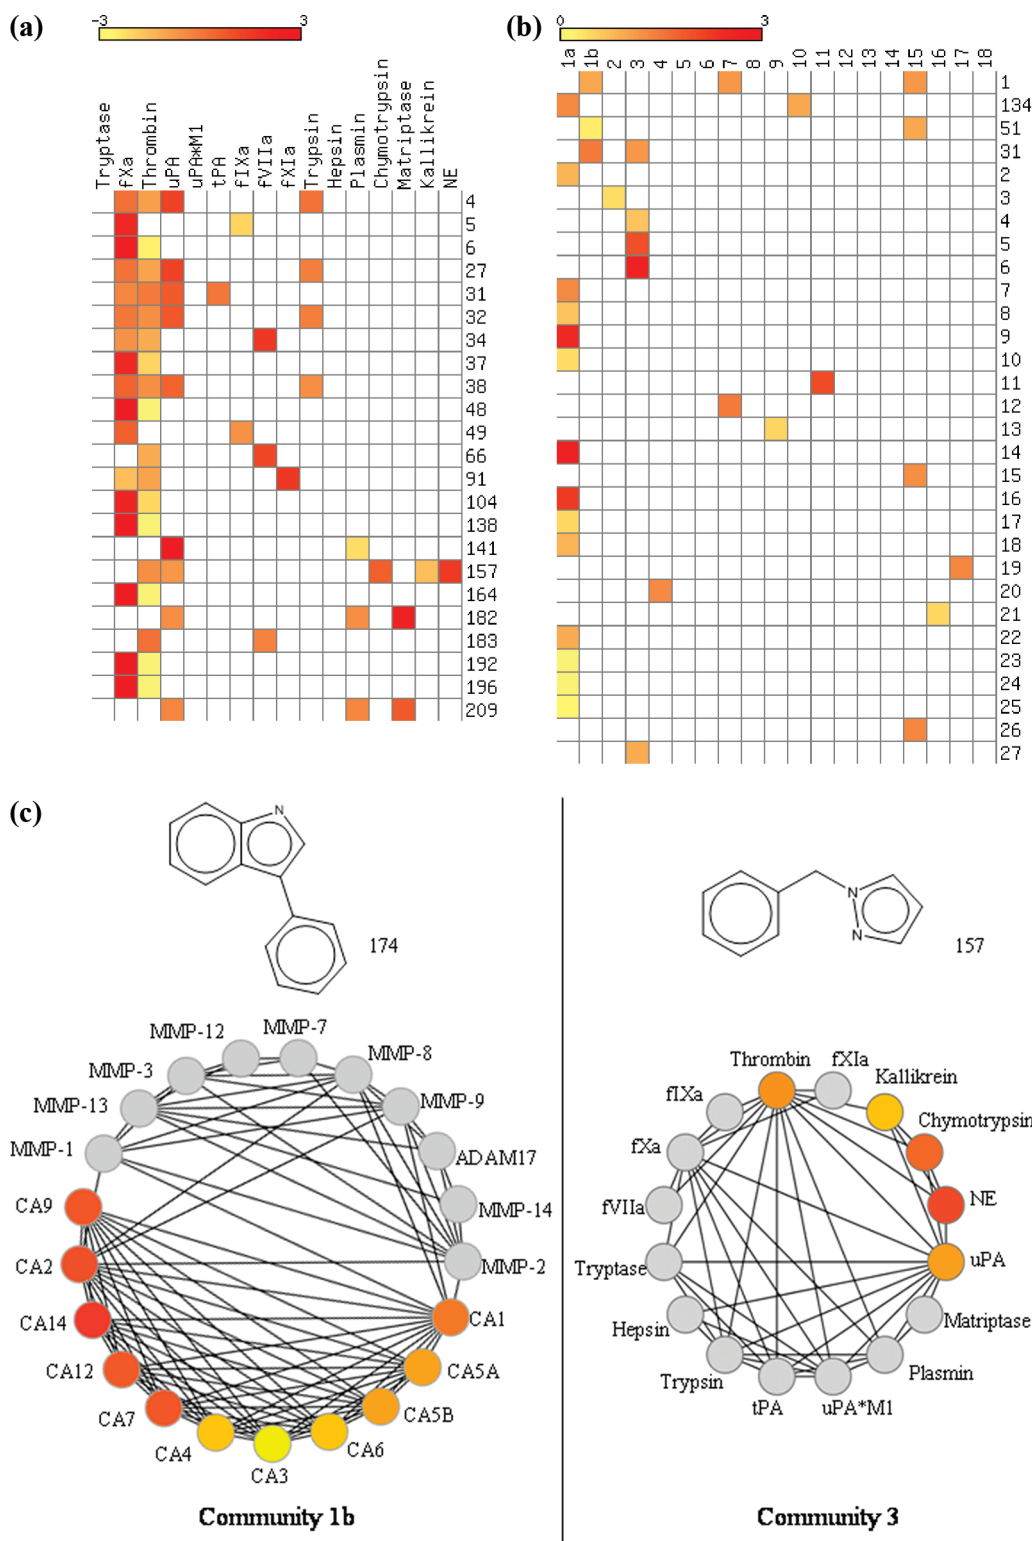 (a)
-3 3
Tryptase
fXa
Thrombin
uPA
uPA*M1
tPA
fIXa
fVIIa
fXIa
Trypsin
Hepsin
Plasmin
Chymotrypsin
Matriptase
Kallikrein
NE
4
5
6
27
31
32
34
37
38
48
49
66
91
104
138
141
157
164
182
183
192
196
209
(b)
0 3
1a
1b
2
3
4
5
6
7
8
9
10
11
12
13
14
15
16
17
18
1
134
51
31
2
3
4
5
6
7
8
9
10
11
12
13
14
15
16
17
18
19
20
21
22
23
24
25
26
27
(c)
N
174
MMP-12
MMP-7
MMP-8
MMP-3
MMP-9
MMP-13
ADAM17
MMP-1
MMP-14
CA9
MMP-2
CA2
CA1
CA14
CA5A
CA12
CA5B
CA7
CA6
CA4
CA3
Community 1b
N
N
157
Thrombin
fXIa
Kallikrein
fIXa
Chymotrypsin
fXa
NE
fVIIa
uPA
Tryptase
Matriptase
Hepsin
Plasmin
Trypsin
tPA
uPA*M1
Community 3